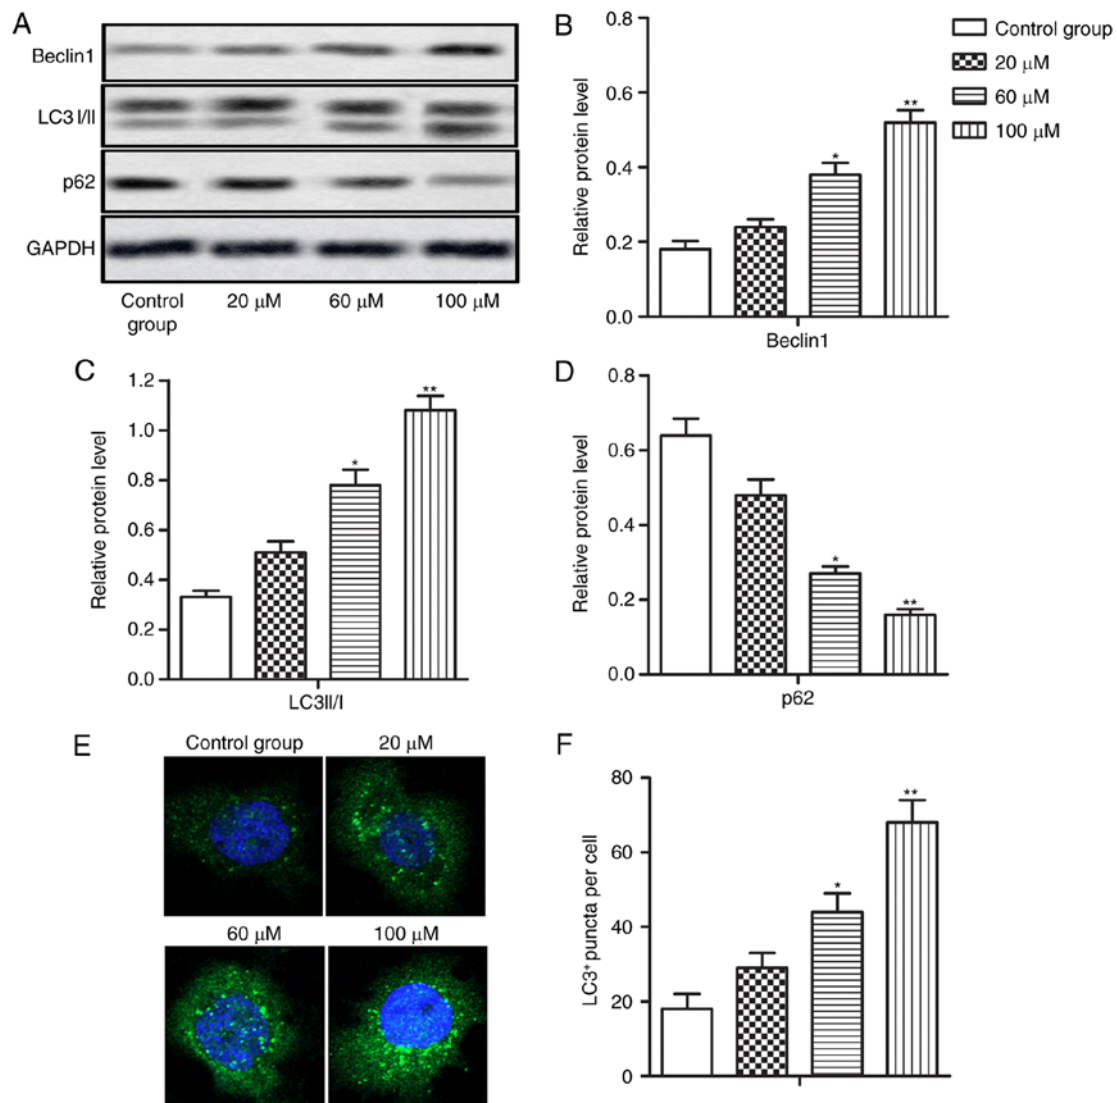 A
Beclin1
LC3 I/II
p62
GAPDH
Control group
20 μM
60 μM
100 μM
B
Relative protein level
0.8
0.6
0.4
0.2
0.0
**
*
Beclin1
Control group
20 μM
60 μM
100 μM
C
Relative protein level
1.2
1.0
0.8
0.6
0.4
0.2
0.0
**
*
LC3II/I
D
Relative protein level
0.8
0.6
0.4
0.2
0.0
*
**
p62
E
Control group
20 μM
60 μM
100 μM
F
LC3⁺ puncta per cell
80
60
40
20
0
**
*